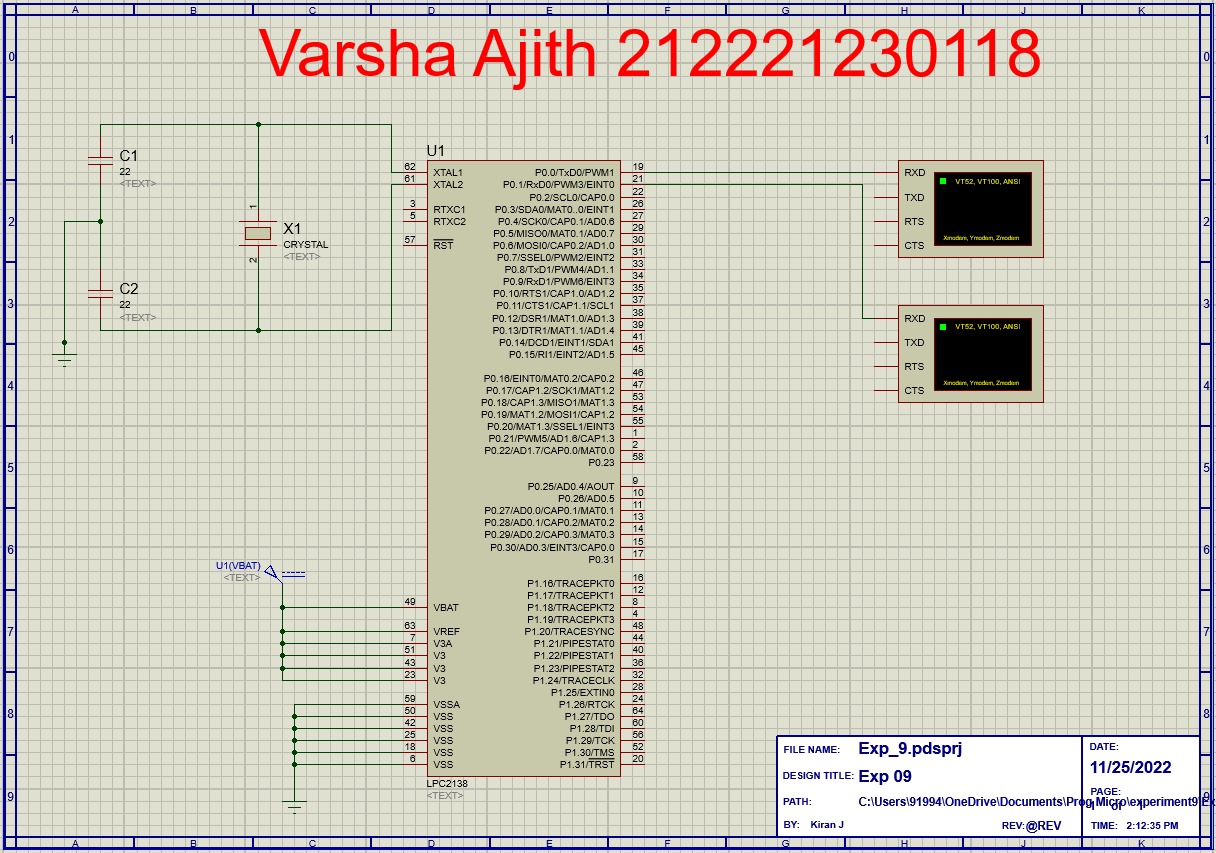 A B C D E F G H J K
Varsha Ajith 212221230118
0 0
1 1
2 2
3 3
4 4
5 5
6 6
7 7
8 8
9
C1
22
<TEXT>
C2
22
<TEXT>
1
X1
CRYSTAL
<TEXT>
2
U1
62 XTAL1
61 XTAL2
3 RTXC1
5 RTXC2
57 RST
49 VBAT
63 VREF
7 V3A
51 V3
43 V3
23 V3
59 VSSA
50 VSS
42 VSS
25 VSS
18 VSS
6 VSS
P0.0/TxD0/PWM1 19
P0.1/RxD0/PWM3/EINT0 21
P0.2/SCL0/CAP0.0 22
P0.3/SDA0/MAT0..0/EINT1 26
P0.4/SCK0/CAP0.1/AD0.6 27
P0.5/MISO0/MAT0.1/AD0.7 29
P0.6/MOSI0/CAP0.2/AD1.0 30
P0.7/SSEL0/PWM2/EINT2 31
P0.8/TxD1/PWM4/AD1.1 33
P0.9/RxD1/PWM6/EINT3 34
P0.10/RTS1/CAP1.0/AD1.2 35
P0.11/CTS1/CAP1.1/SCL1 37
P0.12/DSR1/MAT1.0/AD1.3 38
P0.13/DTR1/MAT1.1/AD1.4 39
P0.14/DCD1/EINT1/SDA1 41
P0.15/RI1/EINT2/AD1.5 45
P0.16/EINT0/MAT0.2/CAP0.2 46
P0.17/CAP1.2/SCK1/MAT1.2 47
P0.18/CAP1.3/MISO1/MAT1.3 53
P0.19/MAT1.2/MOSI1/CAP1.2 54
P0.20/MAT1.3/SSEL1/EINT3 55
P0.21/PWM5/AD1.6/CAP1.3 1
P0.22/AD1.7/CAP0.0/MAT0.0 2
P0.23 58
P0.25/AD0.4/AOUT 9
P0.26/AD0.5 10
P0.27/AD0.0/CAP0.1/MAT0.1 11
P0.28/AD0.1/CAP0.2/MAT0.2 13
P0.29/AD0.2/CAP0.3/MAT0.3 14
P0.30/AD0.3/EINT3/CAP0.0 15
P0.31 17
P1.16/TRACEPKT0 16
P1.17/TRACEPKT1 12
P1.18/TRACEPKT2 8
P1.19/TRACEPKT3 4
P1.20/TRACESYNC 48
P1.21/PIPESTAT0 44
P1.22/PIPESTAT1 40
P1.23/PIPESTAT2 36
P1.24/TRACECLK 32
P1.25/EXTIN0 28
P1.26/RTCK 24
P1.27/TDO 64
P1.28/TDI 60
P1.29/TCK 56
P1.30/TMS 52
P1.31/TRST 20
LPC2138
<TEXT>
U1(VBAT)
<TEXT>
RXD VT52, VT100, ANSI
TXD
RTS
CTS Xmodem, Ymodem, Zmodem
RXD VT52, VT100, ANSI
TXD
RTS
CTS Xmodem, Ymodem, Zmodem
FILE NAME: Exp_9.pdsprj
DESIGN TITLE: Exp 09
PATH: C:\Users\91994\OneDrive\Documents\Prog Micro\experiment9\Ex
BY: Kiran J REV:@REV
DATE:
11/25/2022
PAGE:
of
TIME: 2:12:35 PM
A B C D E F G H J K